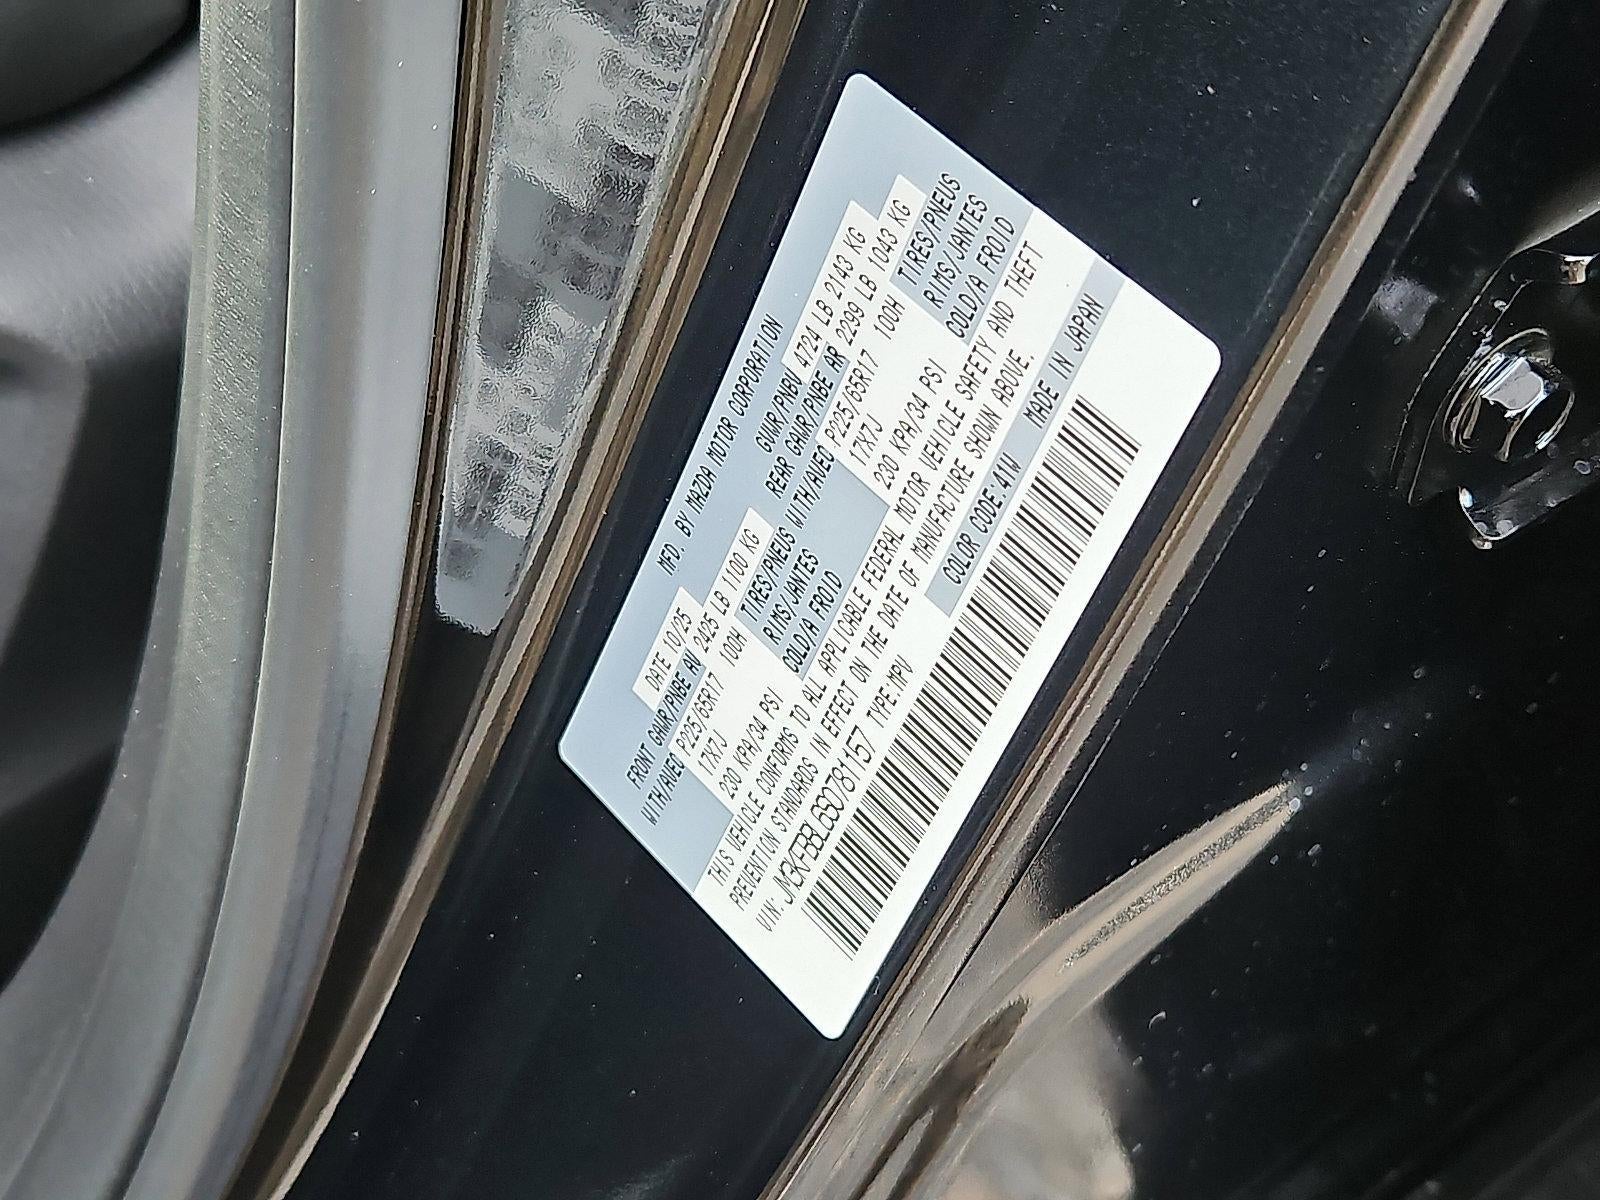 MFD. BY MAZDA MOTOR CORPORATION
DATE 10/25 GVWR/PNBV 4724 LB 2143 KG
FRONT GAWR/PNBE AV 2425 LB 1100 KG REAR GAWR/PNBE AR 2299 LB 1043 KG
WITH/AVEC P225/65R17 100H TIRES/PNEUS WITH/AVEC P225/65R17 100H TIRES/PNEUS
17X7J RIMS/JANTES 17X7J RIMS/JANTES
230 KPA/34 PSI COLD/A FROID 230 KPA/34 PSI COLD/A FROID
THIS VEHICLE CONFORMS TO ALL APPLICABLE FEDERAL MOTOR VEHICLE SAFETY AND THEFT
PREVENTION STANDARDS IN EFFECT ON THE DATE OF MANUFACTURE SHOWN ABOVE.
VIN. JM3KFBBL6S0781157 TYPE:MPV COLOR CODE:41W MADE IN JAPAN